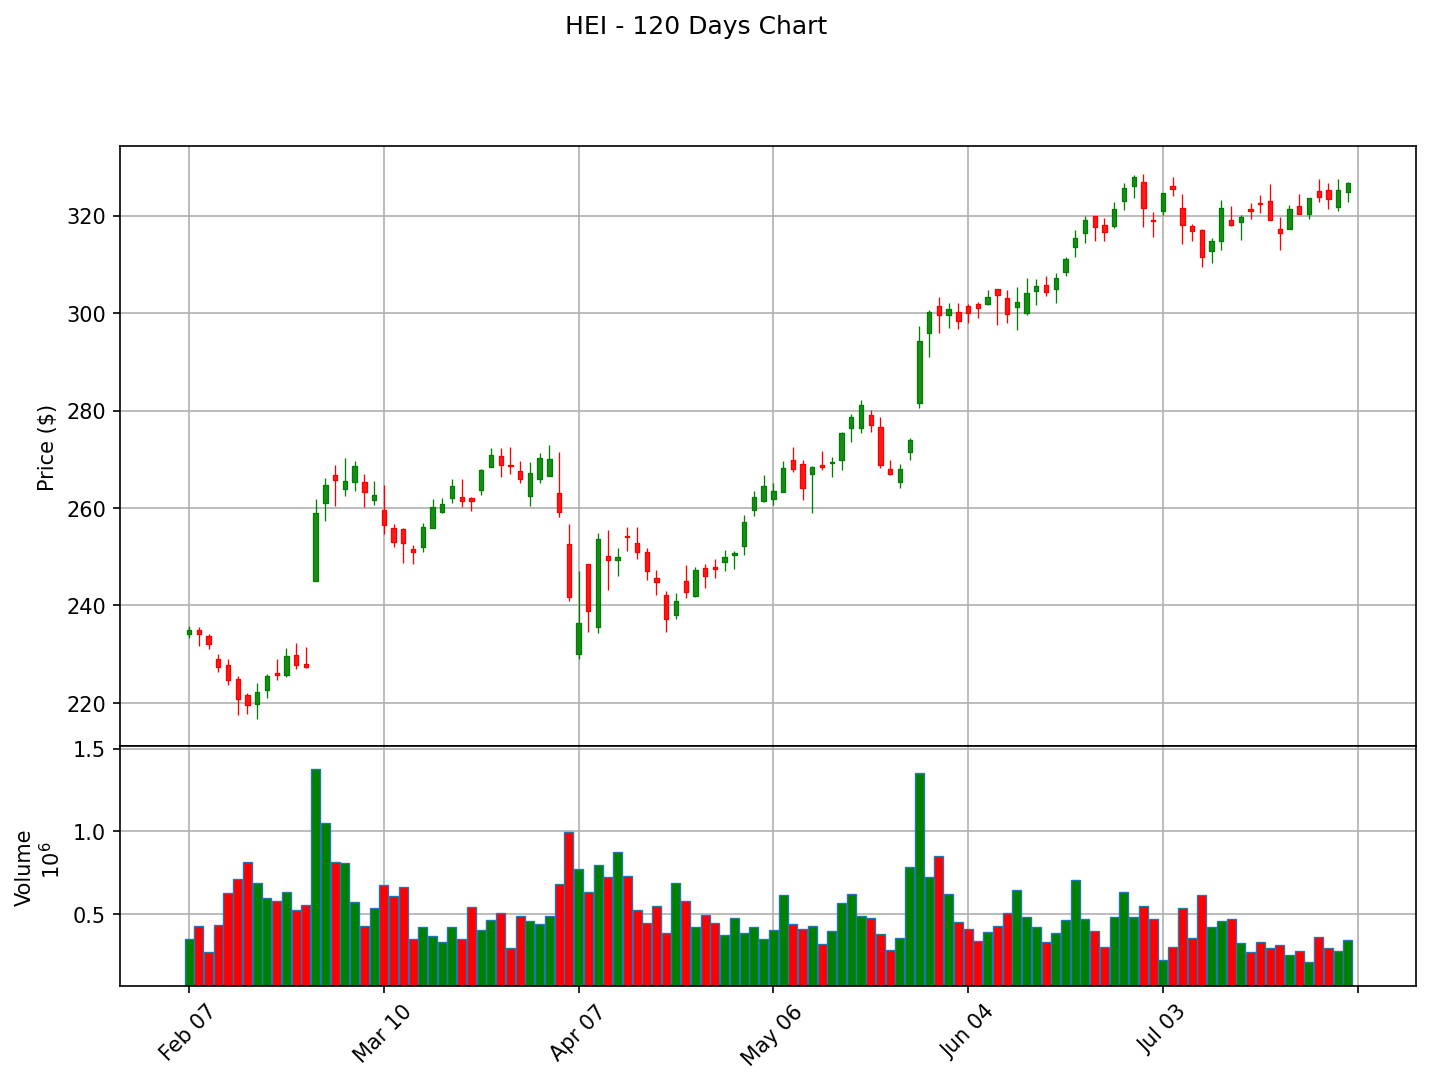 HEI - 120 Days Chart
Price ($)
320
300
280
260
240
220
Volume
10⁶
1.5
1.0
0.5
Feb 07
Mar 10
Apr 07
May 06
Jun 04
Jul 03